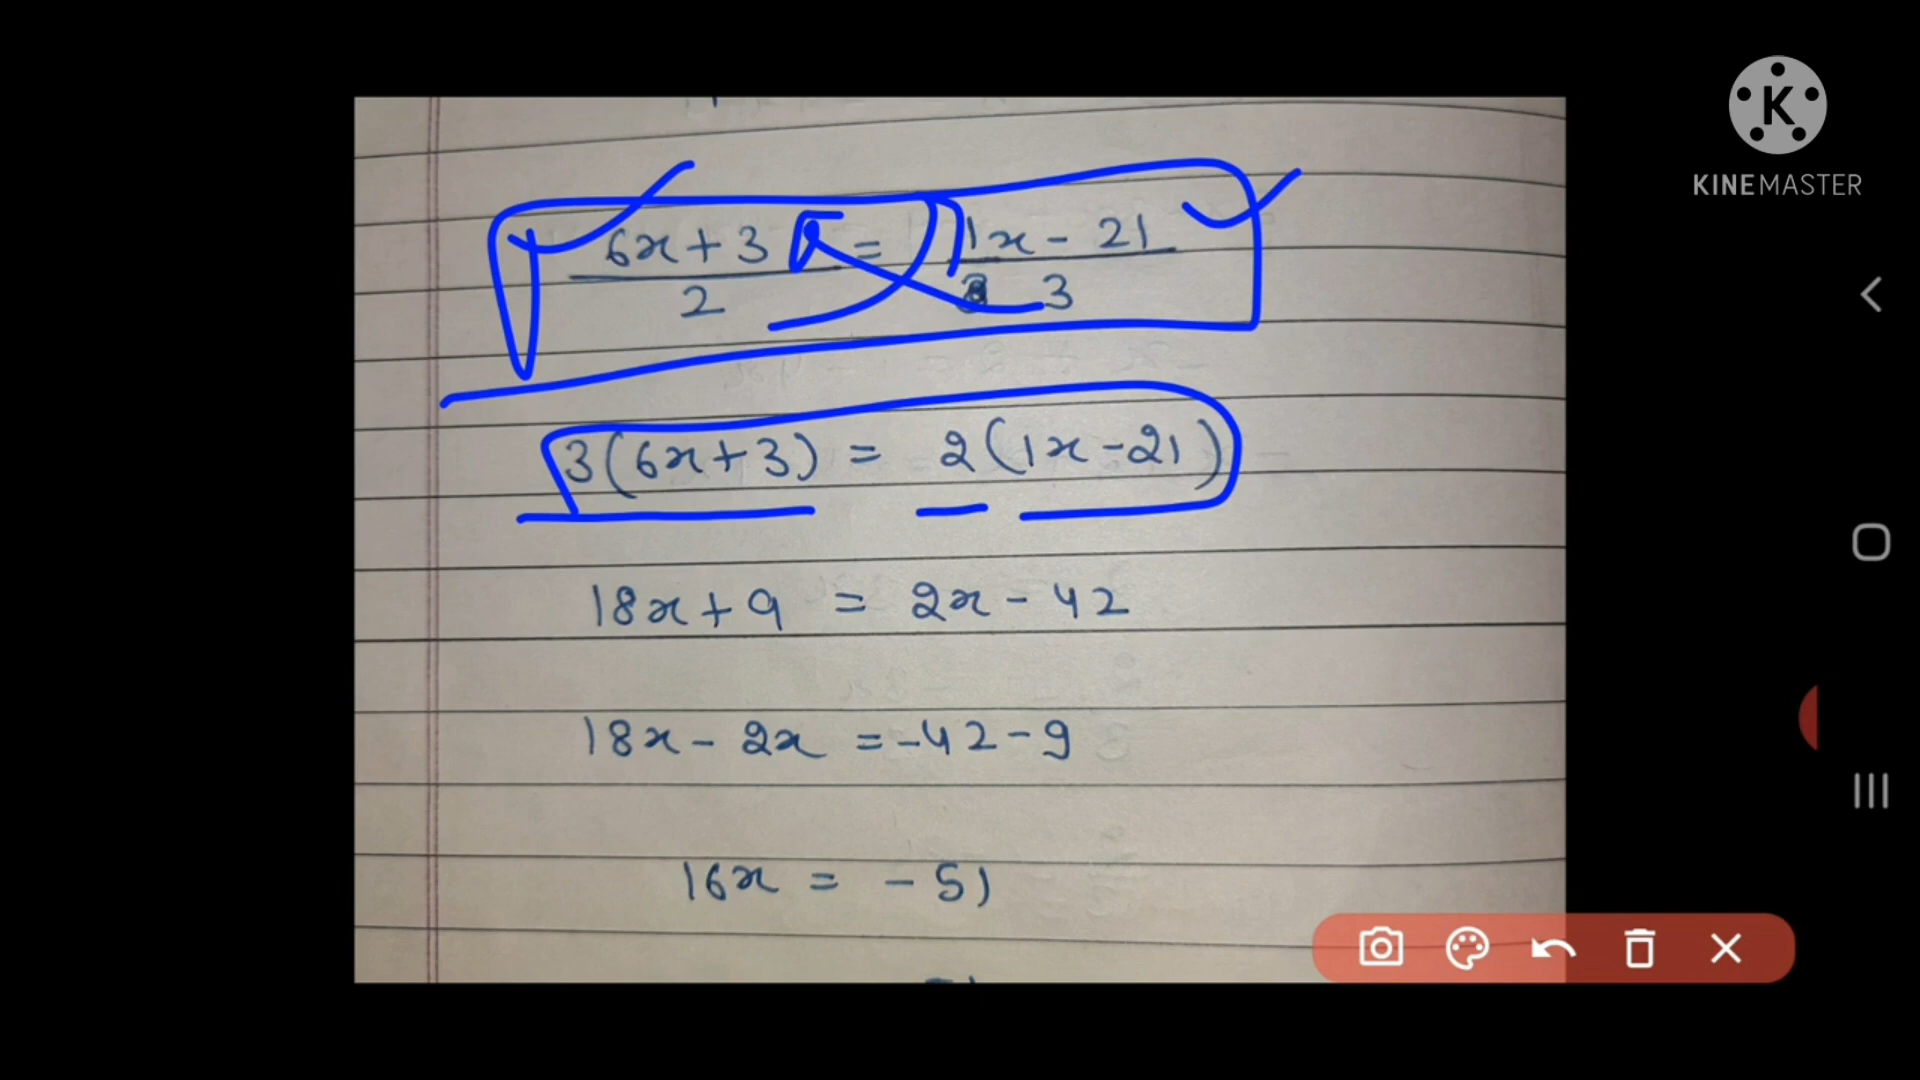 KINEMASTER
6x + 3 = 1x - 21
2 3
3(6x+3) = 2(1x-21)
18x+9 = 2x-42
18x- 2x =-42-9
16x = -51